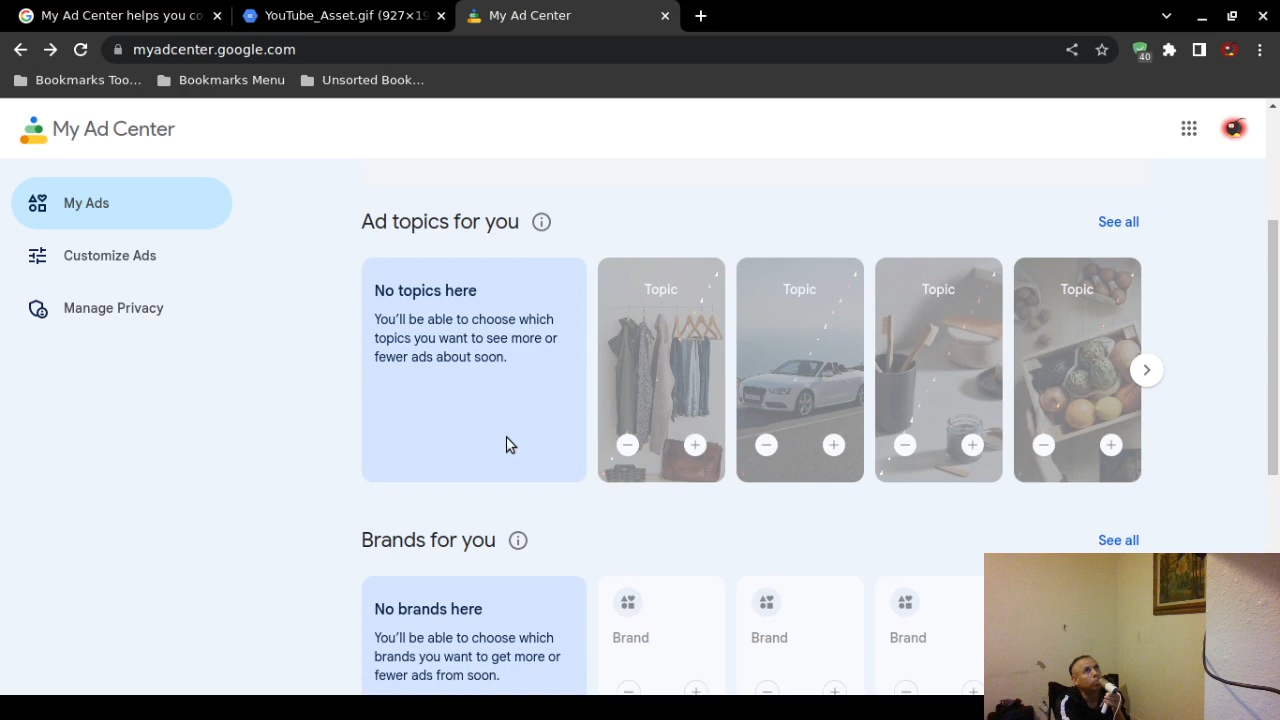 My Ad Center helps you co
YouTube_Asset.gif (927×19
My Ad Center
myadcenter.google.com
40
Bookmarks Too...
Bookmarks Menu
Unsorted Book...
My Ad Center
My Ads
Customize Ads
Manage Privacy
Ad topics for you
See all
No topics here
You'll be able to choose which
topics you want to see more or
fewer ads about soon.
Topic
Topic
Topic
Topic
Brands for you
See all
No brands here
You'll be able to choose which
brands you want to get more or
fewer ads from soon.
Brand
Brand
Brand